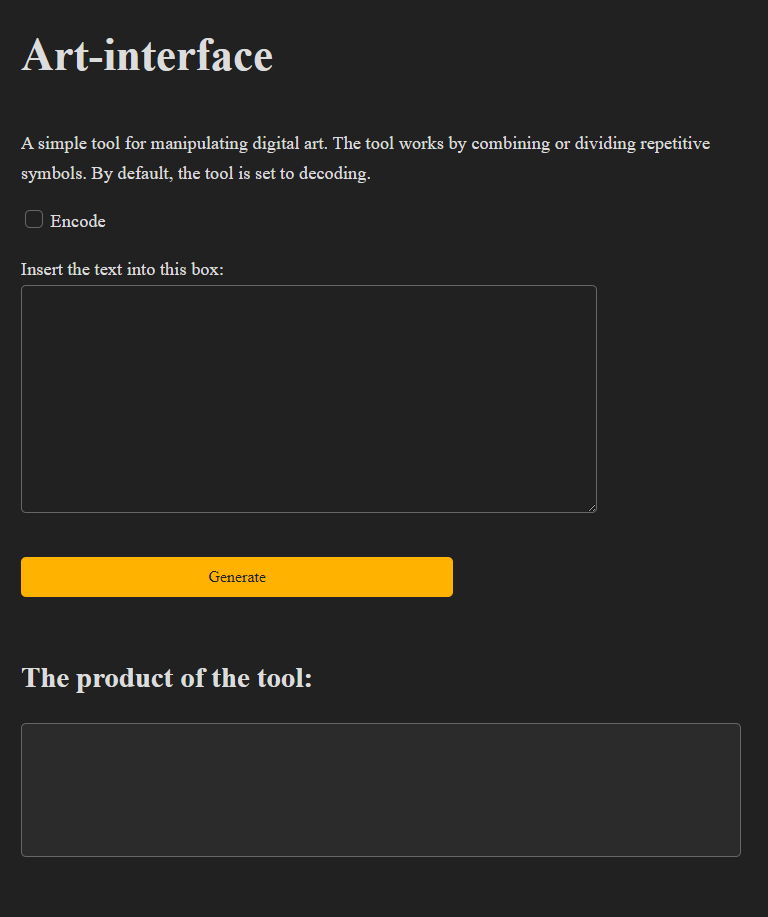 Art-interface
A simple tool for manipulating digital art. The tool works by combining or dividing repetitive
symbols. By default, the tool is set to decoding.
Encode
Insert the text into this box:
Generate
The product of the tool: